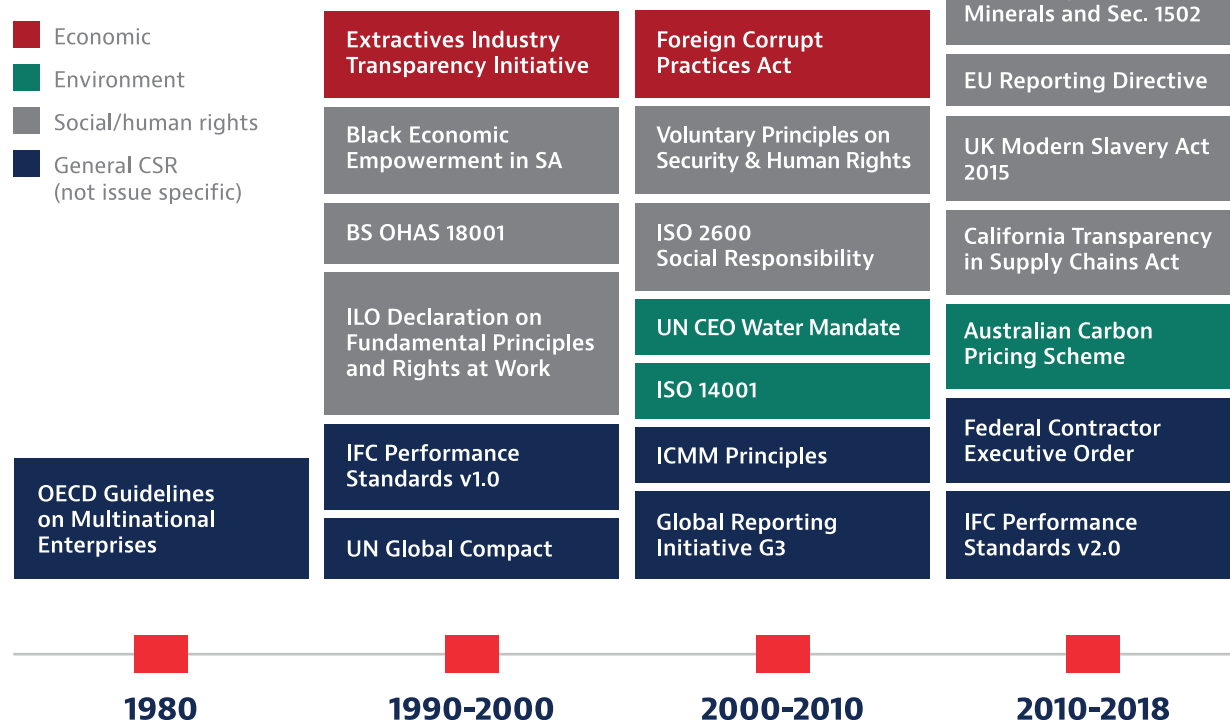 Economic
Environment
Social/human rights
General CSR
(not issue specific)
OECD Guidelines
on Multinational
Enterprises
Extractives Industry
Transparency Initiative
Black Economic
Empowerment in SA
BS OHAS 18001
ILO Declaration on
Fundamental Principles
and Rights at Work
IFC Performance
Standards v1.0
UN Global Compact
Foreign Corrupt
Practices Act
Voluntary Principles on
Security & Human Rights
ISO 2600
Social Responsibility
UN CEO Water Mandate
ISO 14001
ICMM Principles
Global Reporting
Initiative G3
Minerals and Sec. 1502
EU Reporting Directive
UK Modern Slavery Act
2015
California Transparency
in Supply Chains Act
Australian Carbon
Pricing Scheme
Federal Contractor
Executive Order
IFC Performance
Standards v2.0
1980
1990-2000
2000-2010
2010-2018